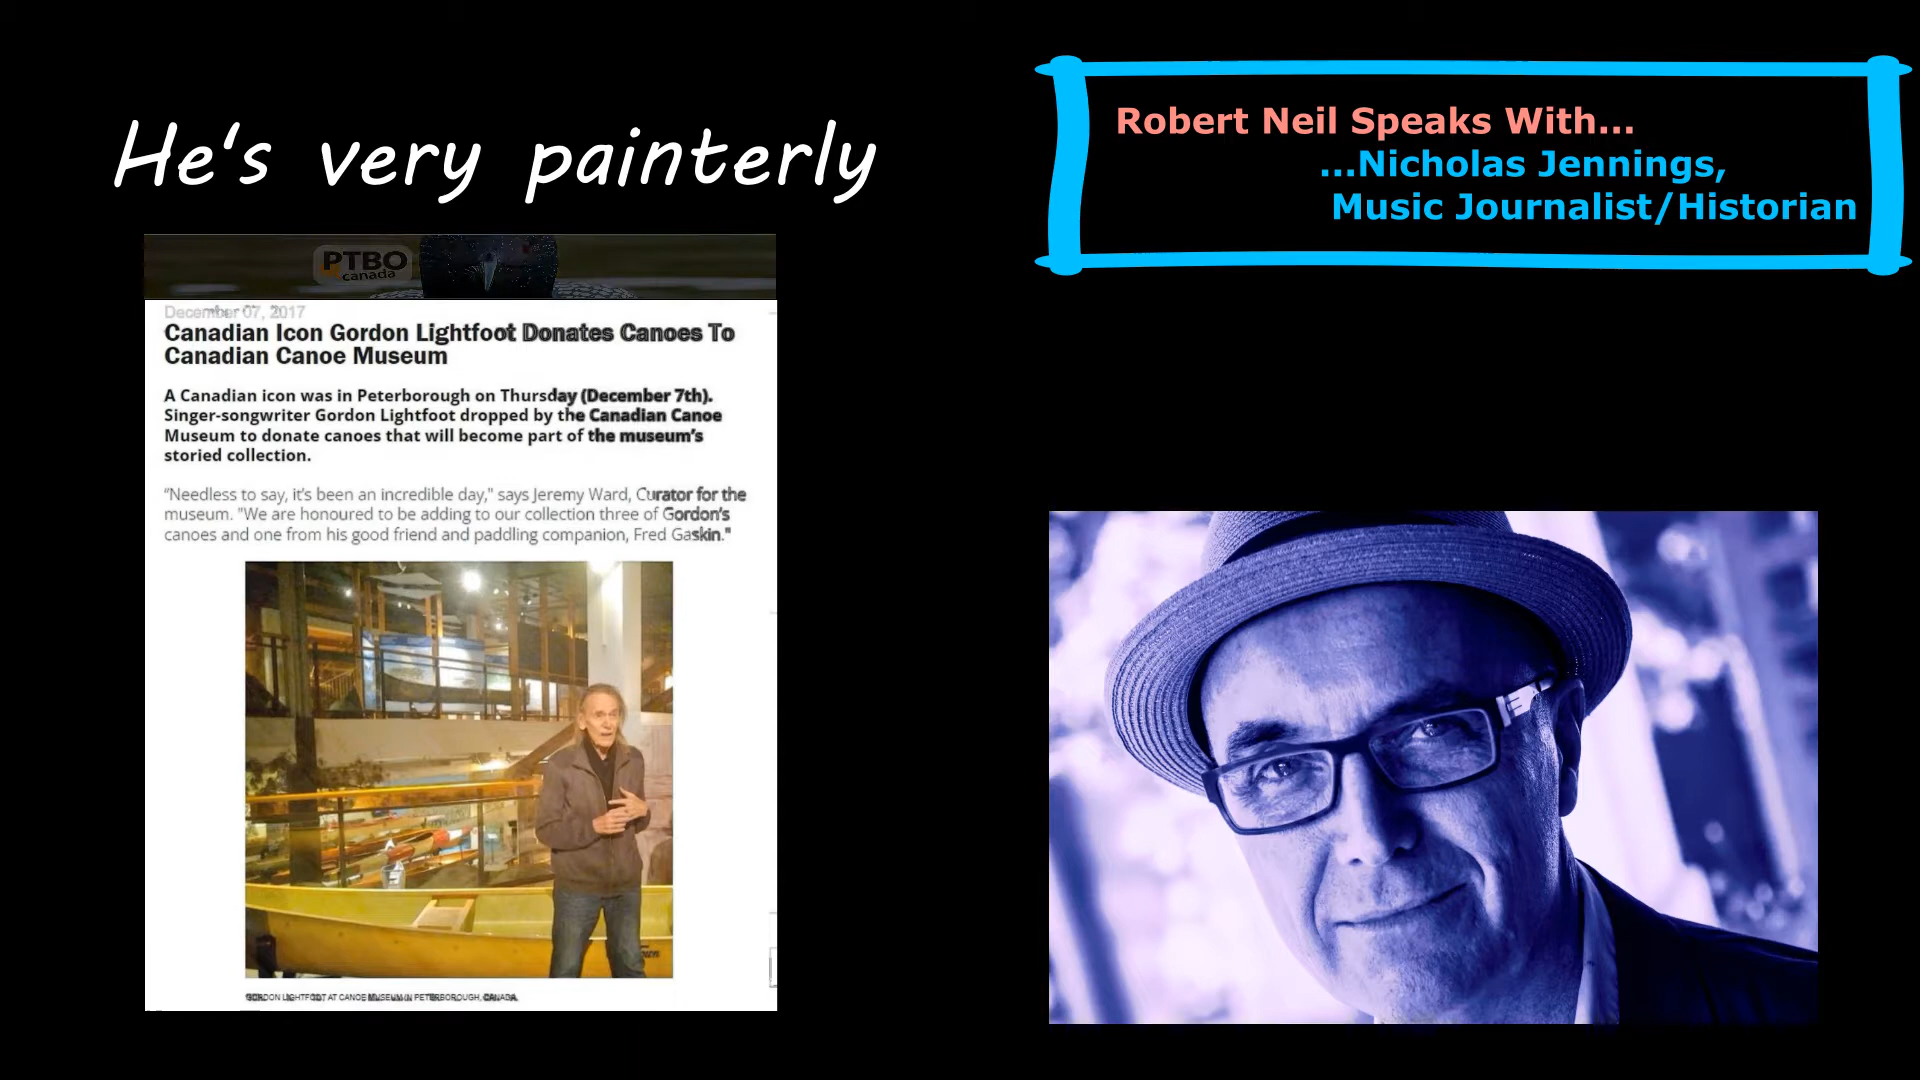 He's very painterly
Robert Neil Speaks With...
...Nicholas Jennings,
Music Journalist/Historian
PTBO
canada
December 07, 2017
Canadian Icon Gordon Lightfoot Donates Canoes To
Canadian Canoe Museum
A Canadian icon was in Peterborough on Thursday (December 7th).
Singer-songwriter Gordon Lightfoot dropped by the Canadian Canoe
Museum to donate canoes that will become part of the museum's
storied collection.
"Needless to say, it's been an incredible day," says Jeremy Ward, Curator for the
museum. "We are honoured to be adding to our collection three of Gordon's
canoes and one from his good friend and paddling companion, Fred Gaskin."
GORDON LIGHTFOOT AT CANOE MUSEUM IN PETERBOROUGH, CANADA.